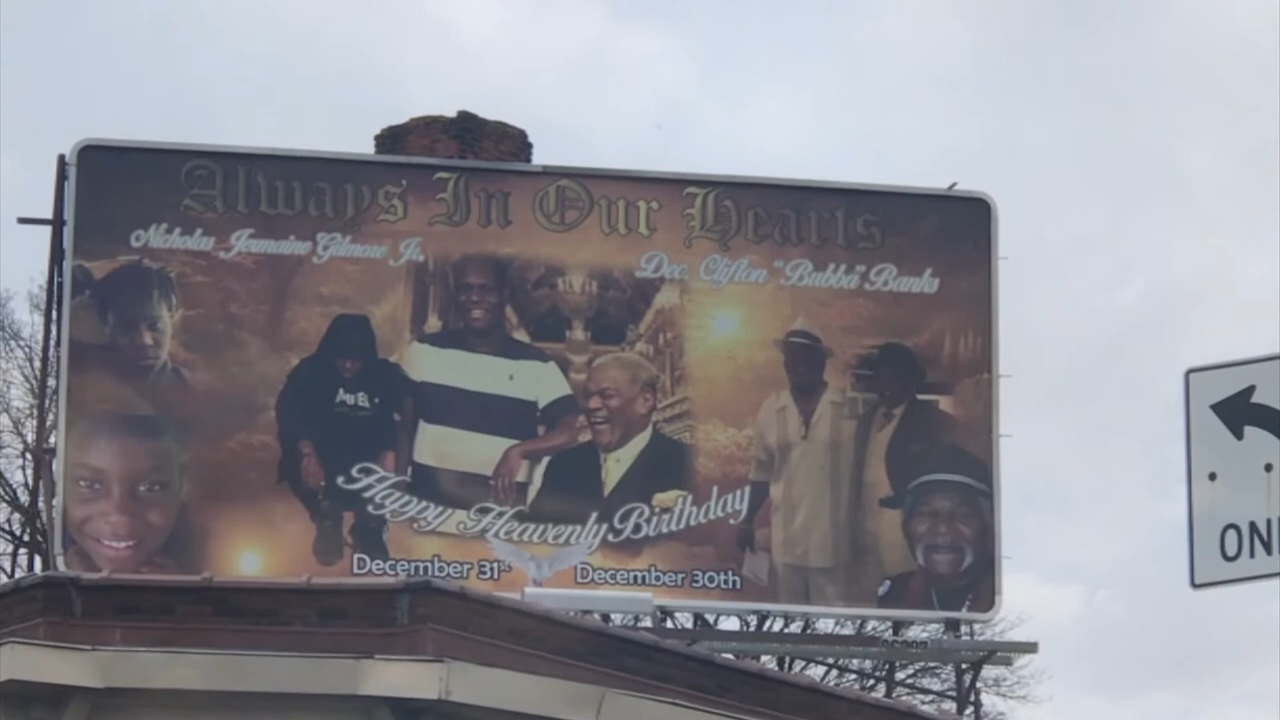 Always In Our Hearts
Nicholas Jermaine Gilmore Jr.
Dec. Clifton "Bubba" Banks
Happy Heavenly Birthday
December 31st
December 30th